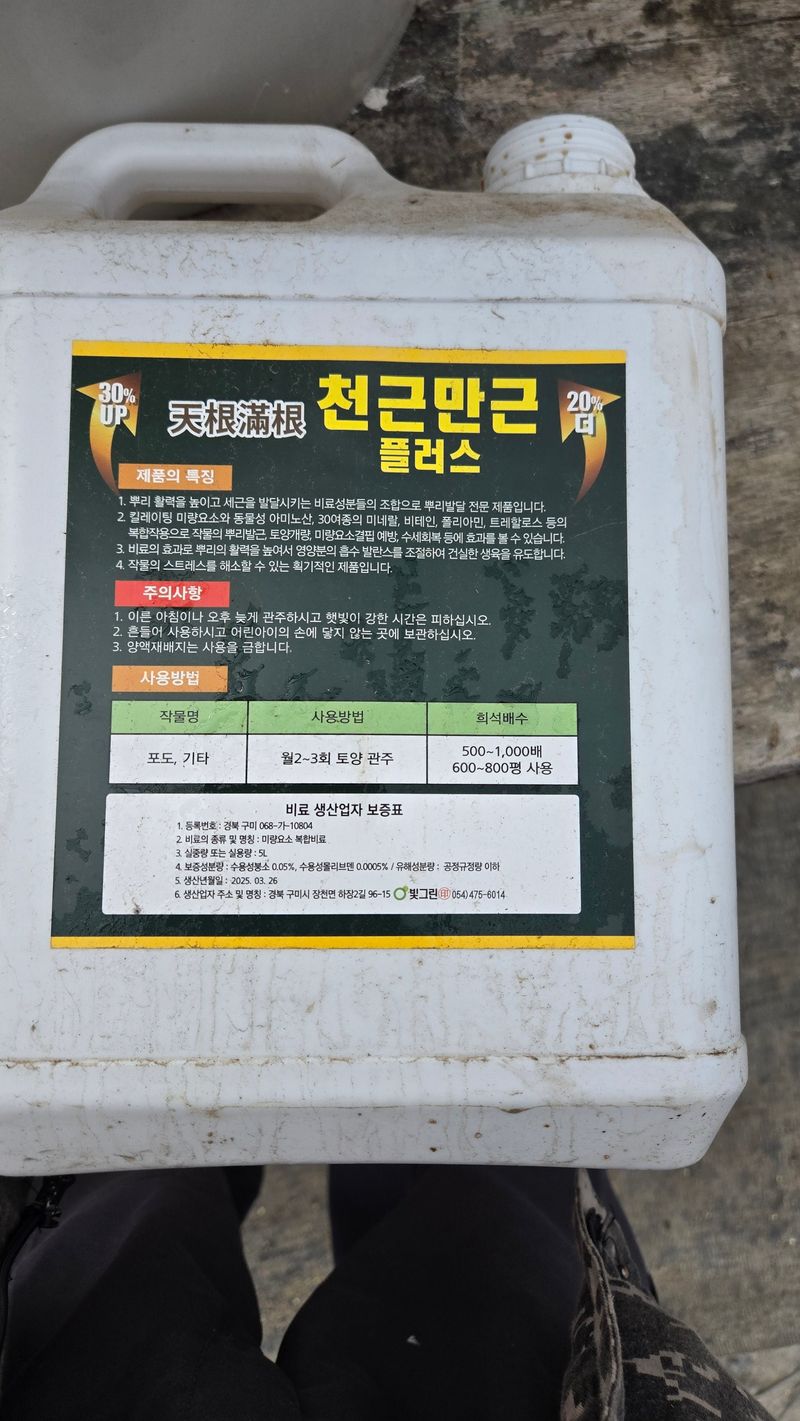 30% UP
天根滿根 천근만근 플러스
20% 더
제품의 특징
1. 뿌리 활력을 높이고 세근을 발달시키는 비료성분들의 조합으로 뿌리발달 전문 제품입니다.
2. 킬레이팅 미량요소와 동물성 아미노산, 30여종의 미네랄, 비테인, 폴리아민, 트레할로스 등의
복합작용으로 작물의 뿌리발근, 토양개량, 미량요소결핍 예방, 수세회복 등에 효과를 볼 수 있습니다.
3. 비료의 효과로 뿌리의 활력을 높여서 영양분의 흡수 발란스를 조절하여 건실한 생육을 유도합니다.
4. 작물의 스트레스를 해소할 수 있는 획기적인 제품입니다.
주의사항
1. 이른 아침이나 오후 늦게 관주하시고 햇빛이 강한 시간은 피하십시오.
2. 흔들어 사용하시고 어린아이의 손에 닿지 않는 곳에 보관하십시오.
3. 양액재배지는 사용을 금합니다.
사용방법
작물명 사용방법 희석배수
포도, 기타 월2~3회 토양 관주 500~1,000배
600~800평 사용
비료 생산업자 보증표
1. 등록번호 : 경북 구미 068-가-10804
2. 비료의 종류 및 명칭 : 미량요소 복합비료
3. 실중량 또는 실용량 : 5L
4. 보증성분량 : 수용성붕소 0.05%, 수용성몰리브덴 0.0005% / 유해성분량 : 공정규정량 이하
5. 생산년월일 : 2025. 03. 26
6. 생산업자 주소 및 명칭 : 경북 구미시 장천면 하장2길 96-15 빛그린 印 054) 475-6014